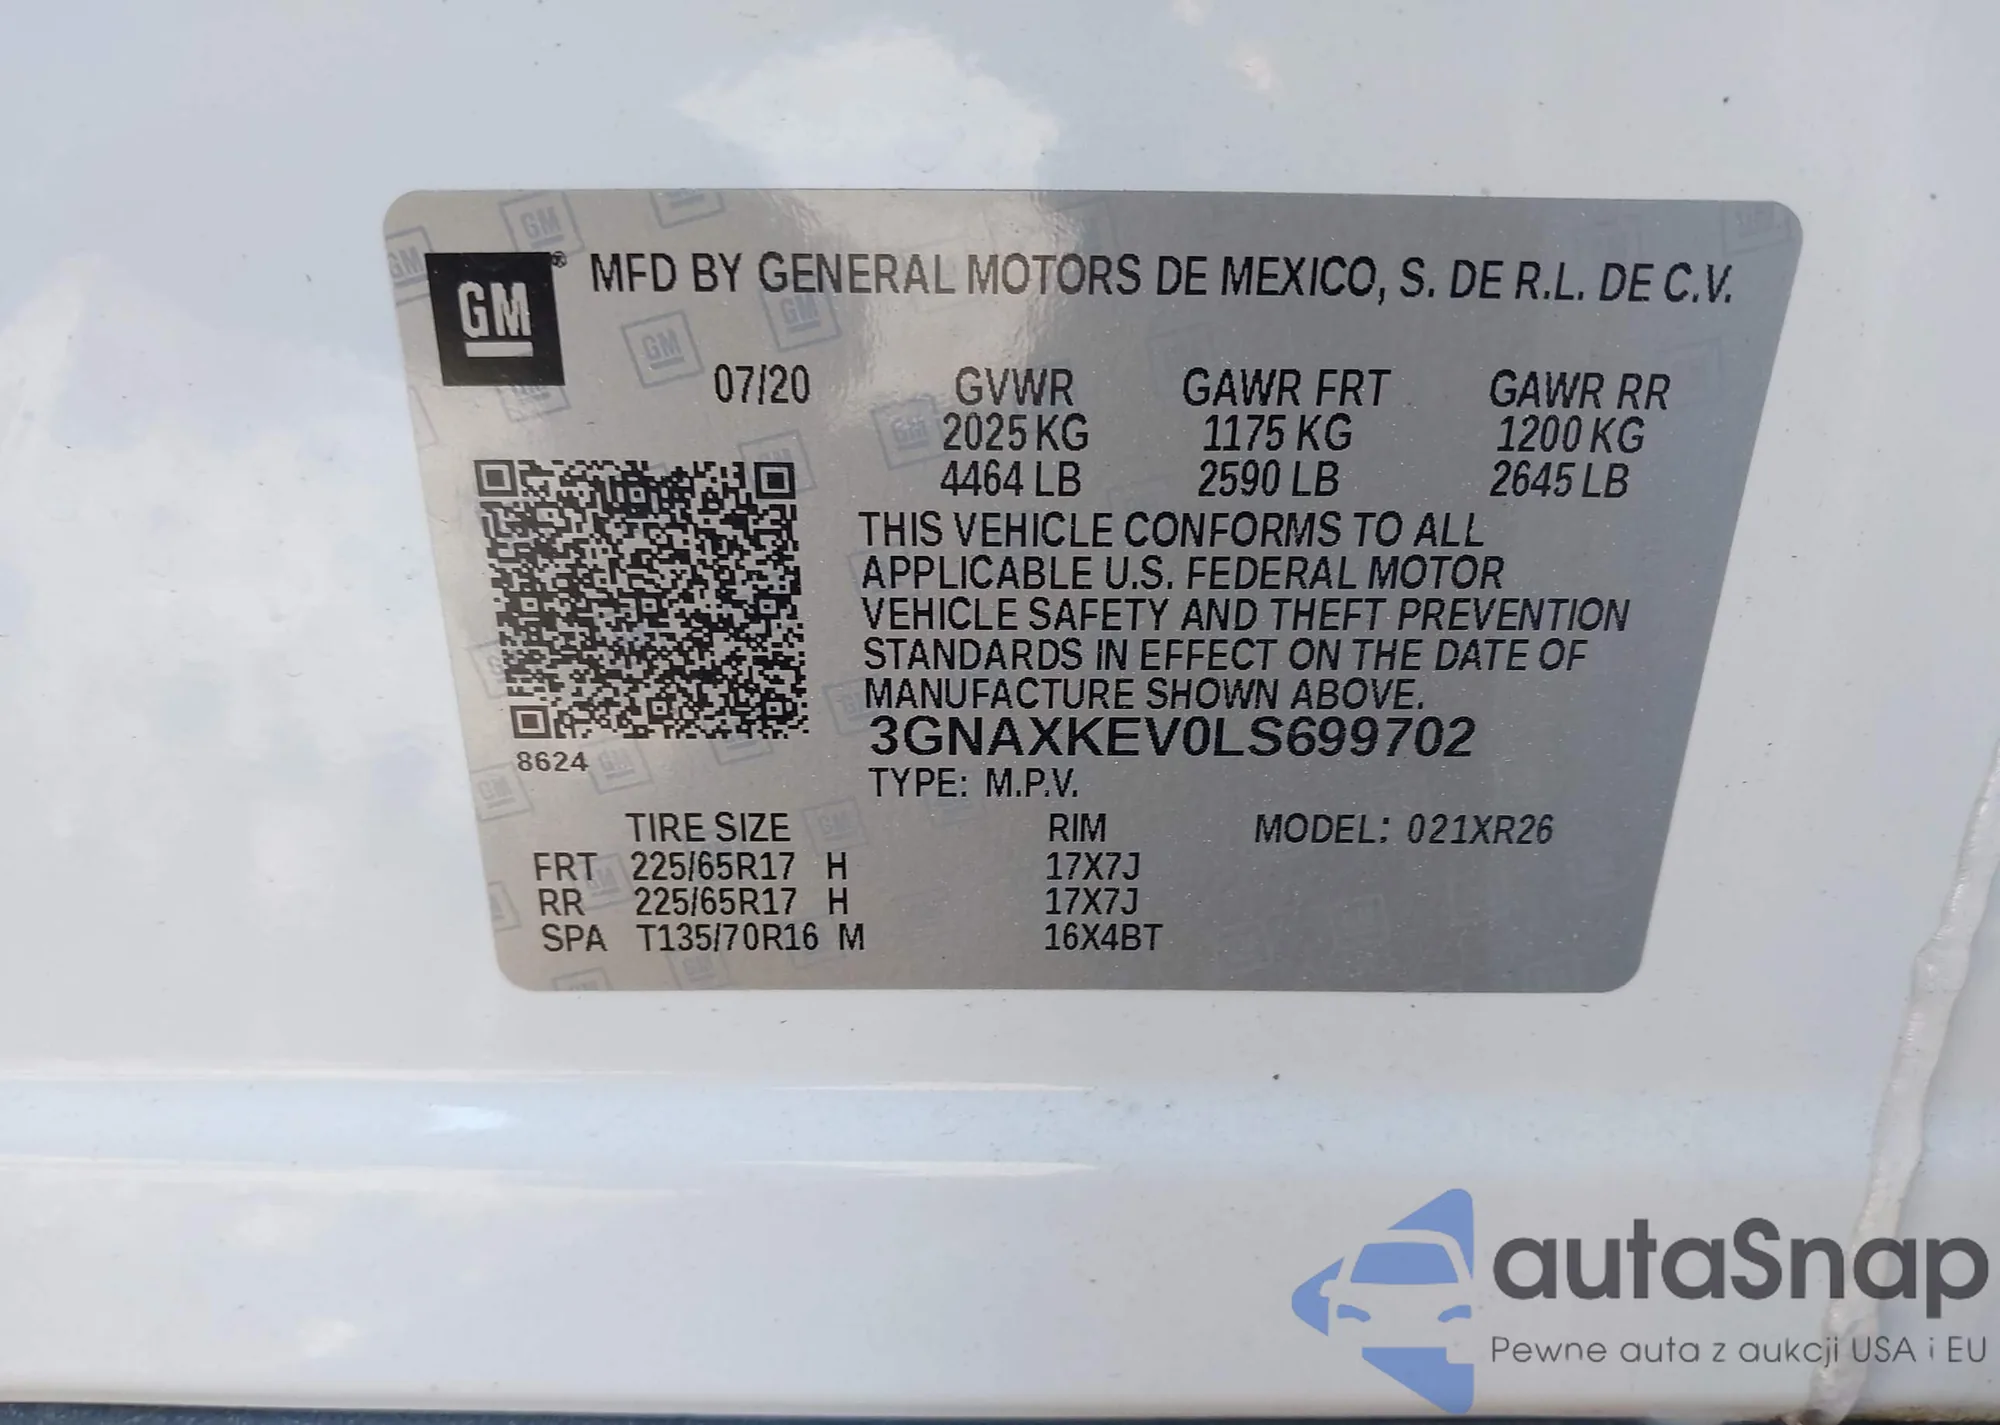 GM® MFD BY GENERAL MOTORS DE MEXICO, S. DE R.L. DE C.V.
07/20 GVWR GAWR FRT GAWR RR
2025 KG 1175 KG 1200 KG
4464 LB 2590 LB 2645 LB
THIS VEHICLE CONFORMS TO ALL
APPLICABLE U.S. FEDERAL MOTOR
VEHICLE SAFETY AND THEFT PREVENTION
STANDARDS IN EFFECT ON THE DATE OF
MANUFACTURE SHOWN ABOVE.
3GNAXKEV0LS699702
8624
TYPE: M.P.V.
TIRE SIZE RIM MODEL: 021XR26
FRT 225/65R17 H 17X7J
RR 225/65R17 H 17X7J
SPA T135/70R16 M 16X4BT
autaSnap
Pewne auta z aukcji USA i EU